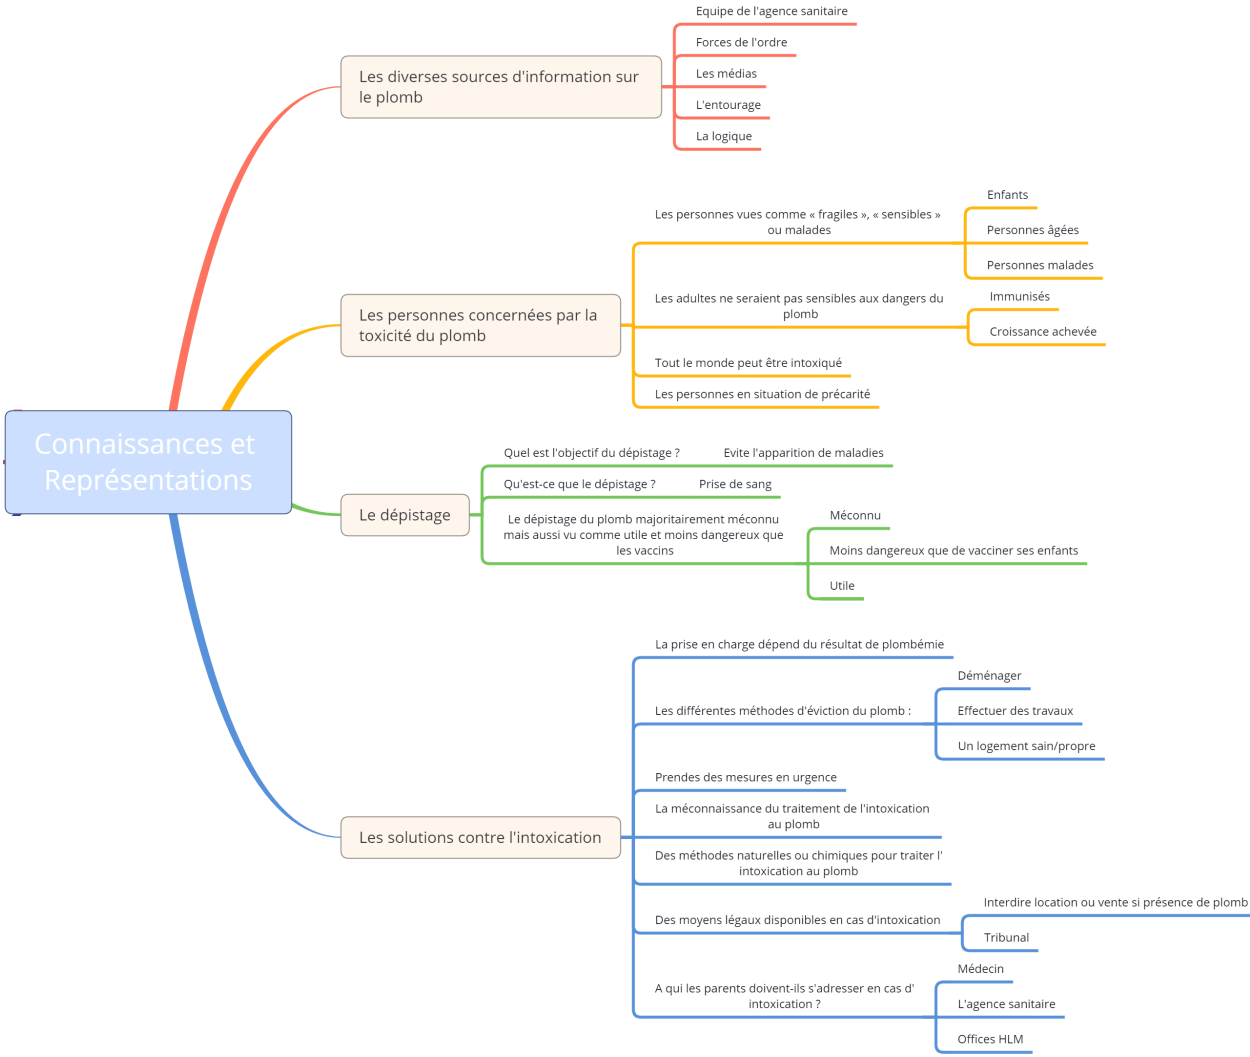 Connaissances et
Représentations
Les diverses sources d'information sur
le plomb
Equipe de l'agence sanitaire
Forces de l'ordre
Les médias
L'entourage
La logique
Les personnes concernées par la
toxicité du plomb
Les personnes vues comme « fragiles », « sensibles »
ou malades
Enfants
Personnes âgées
Personnes malades
Les adultes ne seraient pas sensibles aux dangers du
plomb
Immunisés
Croissance achevée
Tout le monde peut être intoxiqué
Les personnes en situation de précarité
Le dépistage
Quel est l'objectif du dépistage ?
Evite l'apparition de maladies
Qu'est-ce que le dépistage ?
Prise de sang
Le dépistage du plomb majoritairement méconnu
mais aussi vu comme utile et moins dangereux que
les vaccins
Méconnu
Moins dangereux que de vacciner ses enfants
Utile
Les solutions contre l'intoxication
La prise en charge dépend du résultat de plombémie
Les différentes méthodes d'éviction du plomb :
Déménager
Effectuer des travaux
Un logement sain/propre
Prendes des mesures en urgence
La méconnaissance du traitement de l'intoxication
au plomb
Des méthodes naturelles ou chimiques pour traiter l'
intoxication au plomb
Des moyens légaux disponibles en cas d'intoxication
Interdire location ou vente si présence de plomb
Tribunal
A qui les parents doivent-ils s'adresser en cas d'
intoxication ?
Médecin
L'agence sanitaire
Offices HLM